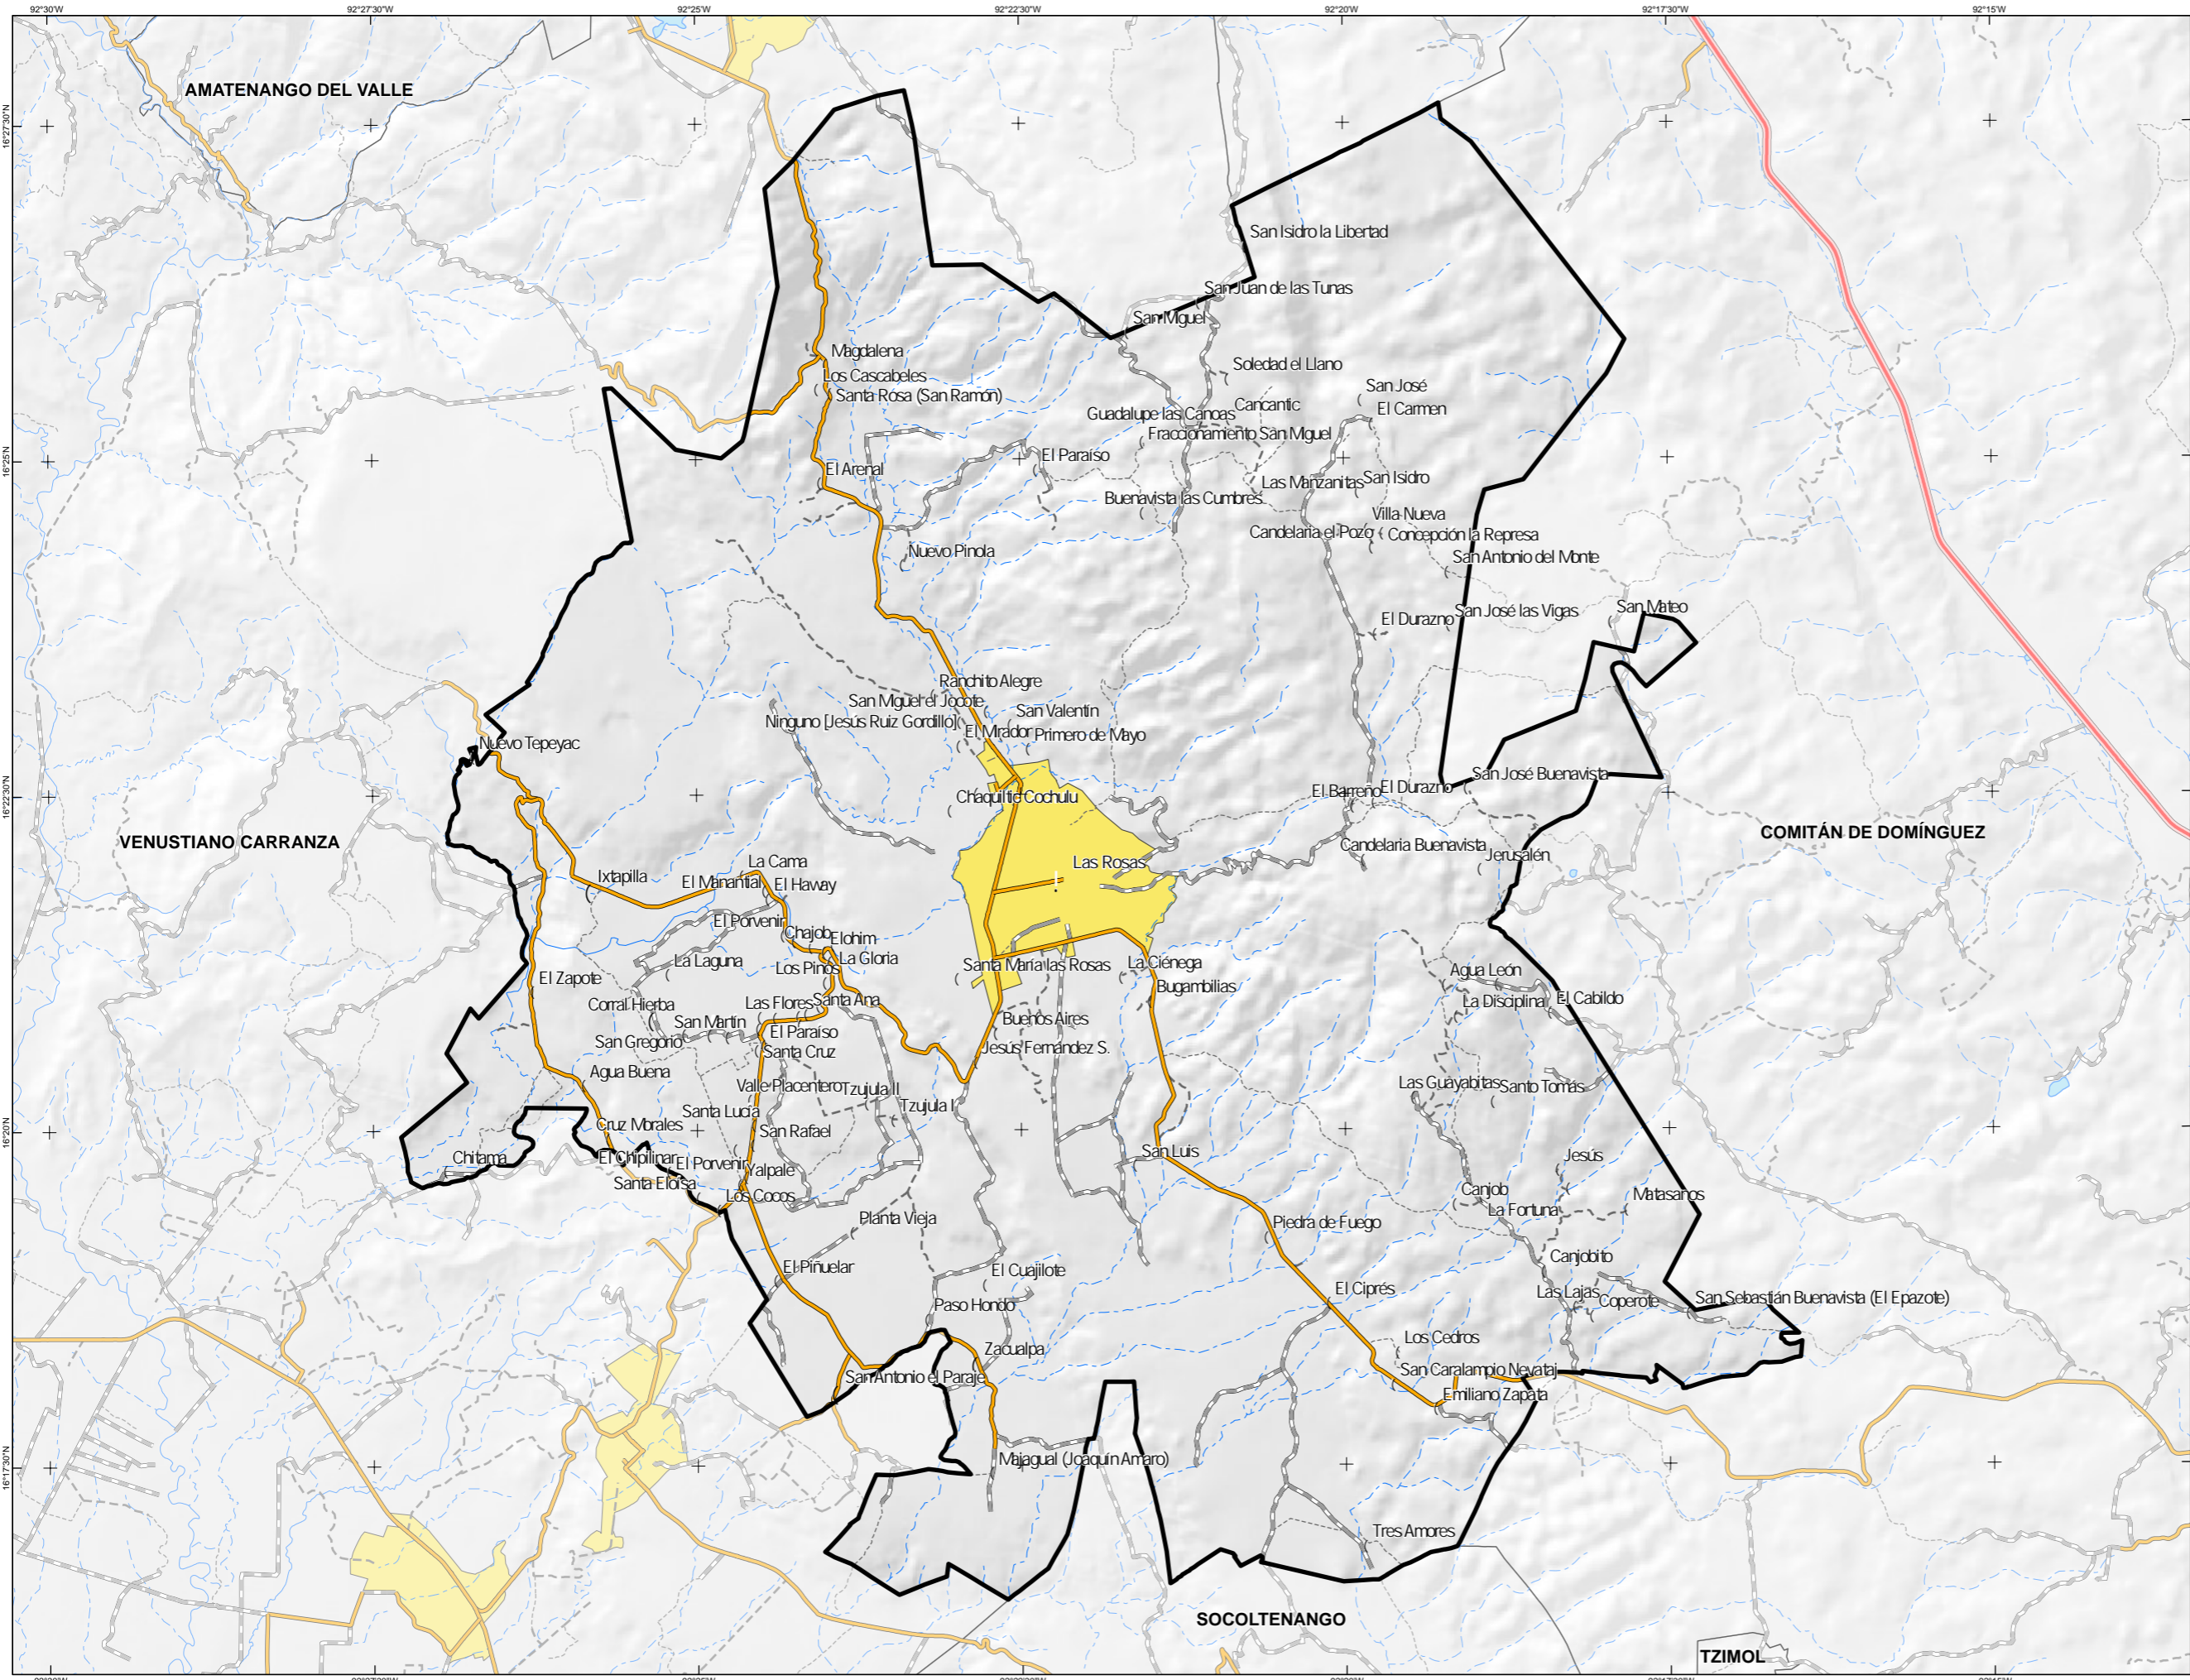 92°30'W
92°27'30"W
92°25'W
92°22'30"W
92°20'W
92°17'30"W
92°15'W
AMATENANGO DEL VALLE
16°27'30"N
San Isidro la Libertad
San Juan de las Tunas
San Miguel
Magdalena
Soledad el Llano
Los Cascabeles
San José
Santa Rosa (San Ramón)
Cancantic
El Carmen
Guadalupe las Canoas
Fraccionamiento San Miguel
16°25'N
El Paraíso
El Arenal
Las Manzanitas
San Isidro
Buenavista las Cumbres
Villa Nueva
Candelaria el Pozo
Concepción la Represa
Nuevo Pinola
San Antonio del Monte
San Mateo
San José las Vigas
El Durazno
Ranchito Alegre
San Miguel el Jocote
San Valentín
Ninguno [Jesús Ruiz Gordillo]
El Mirador
Primero de Mayo
Nuevo Tepeyac
San José Buenavista
16°22'30"N
El Barreño
El Durazno
Chaquiltic Cochulu
VENUSTIANO CARRANZA
COMITÁN DE DOMÍNGUEZ
Candelaria Buenavista
Jerusalén
La Cama
Las Rosas
Ixtapilla
El Manantial
El Haway
El Porvenir
Chajob
Elohim
La Gloria
La Laguna
Los Pinos
Santa María las Rosas
La Ciénega
Agua León
El Zapote
Bugambilias
Corral Hierba
Las Flores
Santa Ana
La Disciplina
El Cabildo
San Martín
Buenos Aires
El Paraíso
San Gregorio
Santa Cruz
Jesús Fernández S.
Agua Buena
Valle Placentero
Tzujula II
Las Guayabitas
Santo Tomás
Santa Lucía
Tzujula I
16°20'N
Cruz Morales
San Rafael
Chitama
El Chipilinar
El Porvenir
Yalpale
San Luis
Jesús
Santa Eloísa
Los Cocos
Canjob
Matasanos
La Fortuna
Planta Vieja
Piedra de Fuego
Canjobito
El Piñuelar
El Cuajilote
El Ciprés
Las Lajas
Coperote
San Sebastián Buenavista (El Epazote)
Paso Hondo
Los Cedros
Zacualpa
San Antonio el Paraje
San Caralampio Nevataj
Emiliano Zapata
16°17'30"N
Majagual (Joaquín Amaro)
Tres Amores
SOCOLTENANGO
TZIMOL